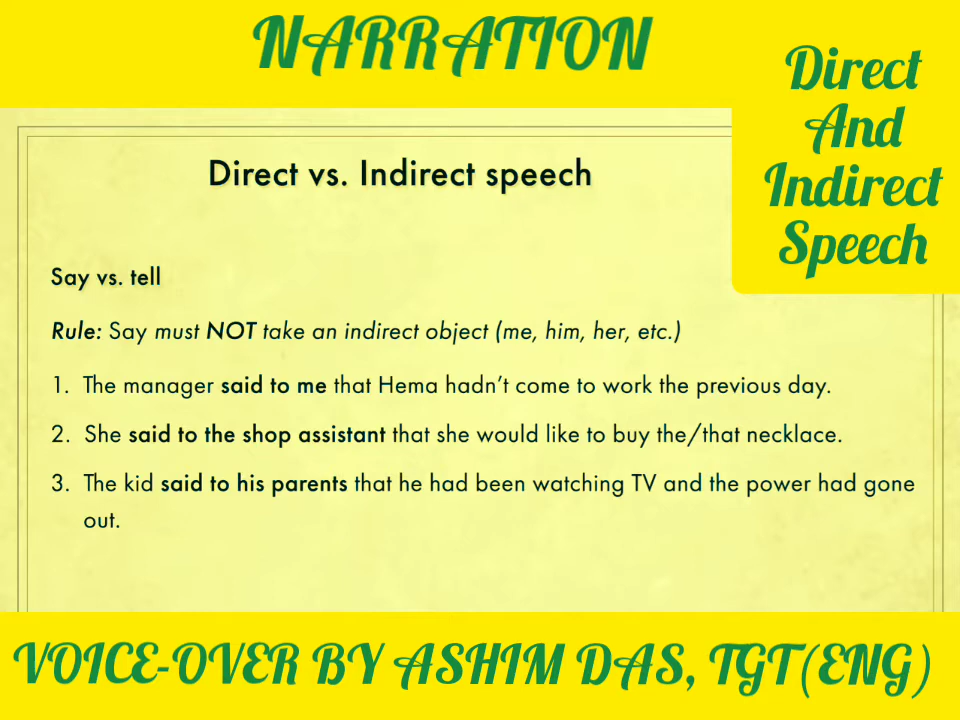 NARRATION
Direct
And
Indirect
Speech
Direct vs. Indirect speech
Say vs. tell
Rule: Say must NOT take an indirect object (me, him, her, etc.)
1. The manager said to me that Hema hadn't come to work the previous day.
2. She said to the shop assistant that she would like to buy the/that necklace.
3. The kid said to his parents that he had been watching TV and the power had gone
out.
VOICE-OVER BY ASHIM DAS, TGT(ENG)